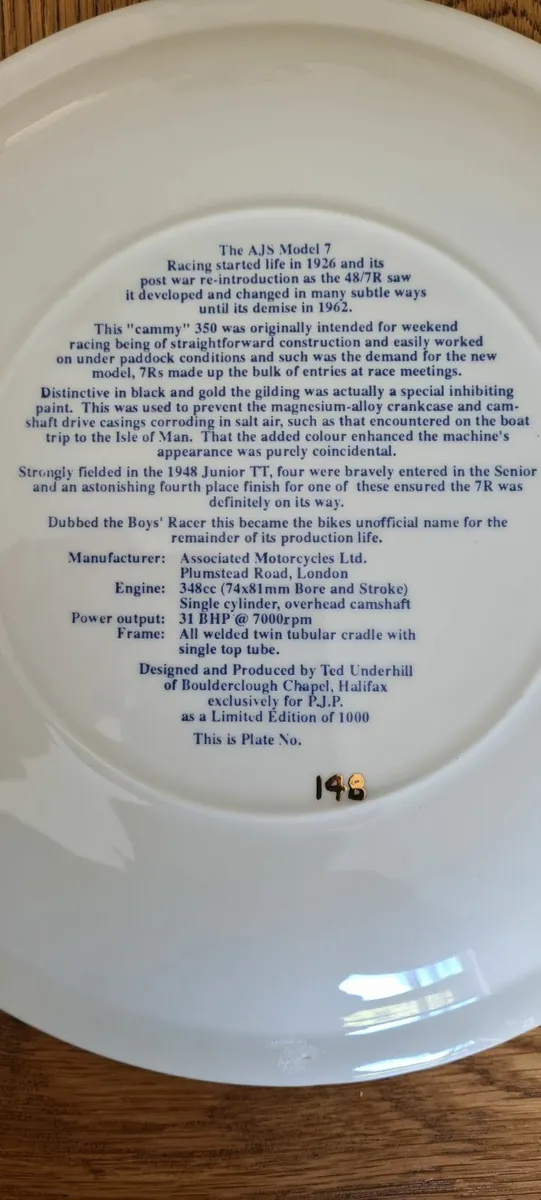 The AJS Model 7
Racing started life in 1926 and its
post war re-introduction as the 48/7R saw
it developed and changed in many subtle ways
until its demise in 1962.
This "cammy" 350 was originally intended for weekend
racing being of straightforward construction and easily worked
on under paddock conditions and such was the demand for the new
model, 7Rs made up the bulk of entries at race meetings.
Distinctive in black and gold the gilding was actually a special inhibiting
paint. This was used to prevent the magnesium-alloy crankcase and cam-
shaft drive casings corroding in salt air, such as that encountered on the boat
trip to the Isle of Man. That the added colour enhanced the machine's
appearance was purely coincidental.
Strongly fielded in the 1948 Junior TT, four were bravely entered in the Senior
and an astonishing fourth place finish for one of these ensured the 7R was
definitely on its way.
Dubbed the Boys' Racer this became the bikes unofficial name for the
remainder of its production life.
Manufacturer: Associated Motorcycles Ltd.
Plumstead Road, London
Engine: 348cc (74x81mm Bore and Stroke)
Single cylinder, overhead camshaft
Power output: 31 BHP @ 7000rpm
Frame: All welded twin tubular cradle with
single top tube.
Designed and Produced by Ted Underhill
of Boulderclough Chapel, Halifax
exclusively for P.J.P.
as a Limited Edition of 1000
This is Plate No.
148